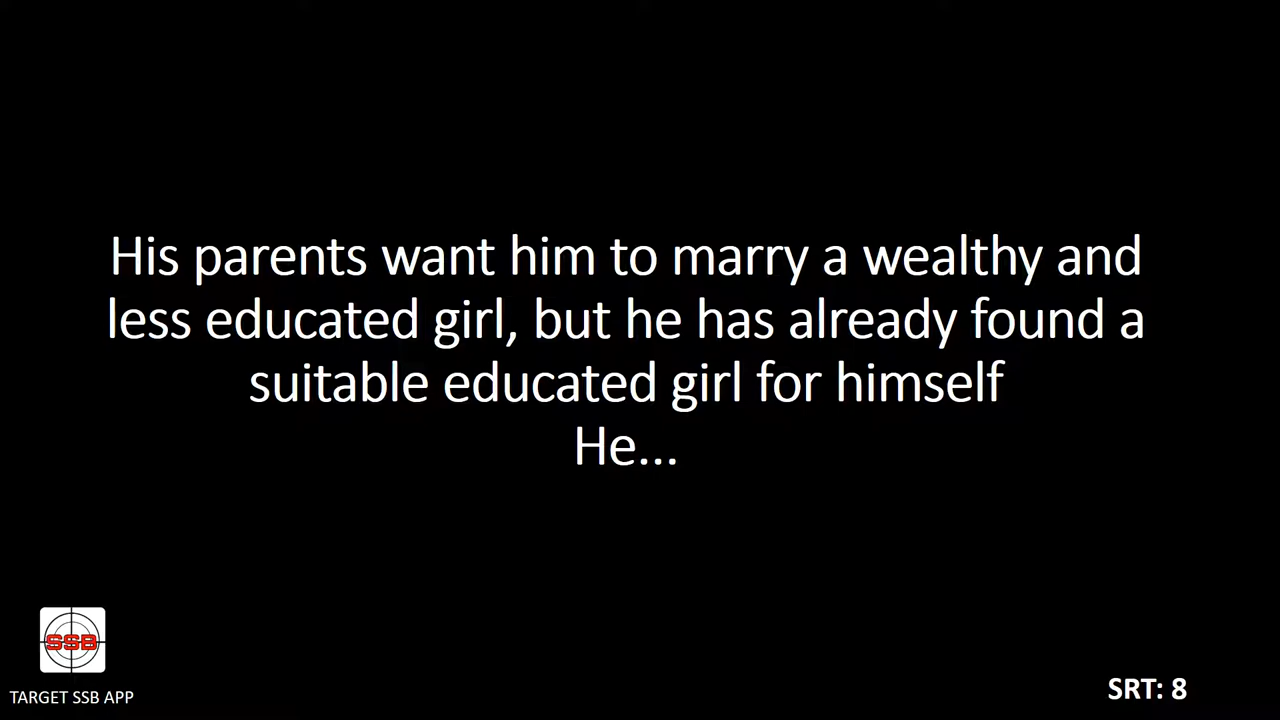 His parents want him to marry a wealthy and
less educated girl, but he has already found a
suitable educated girl for himself
He...
SSB
TARGET SSB APP
SRT: 8